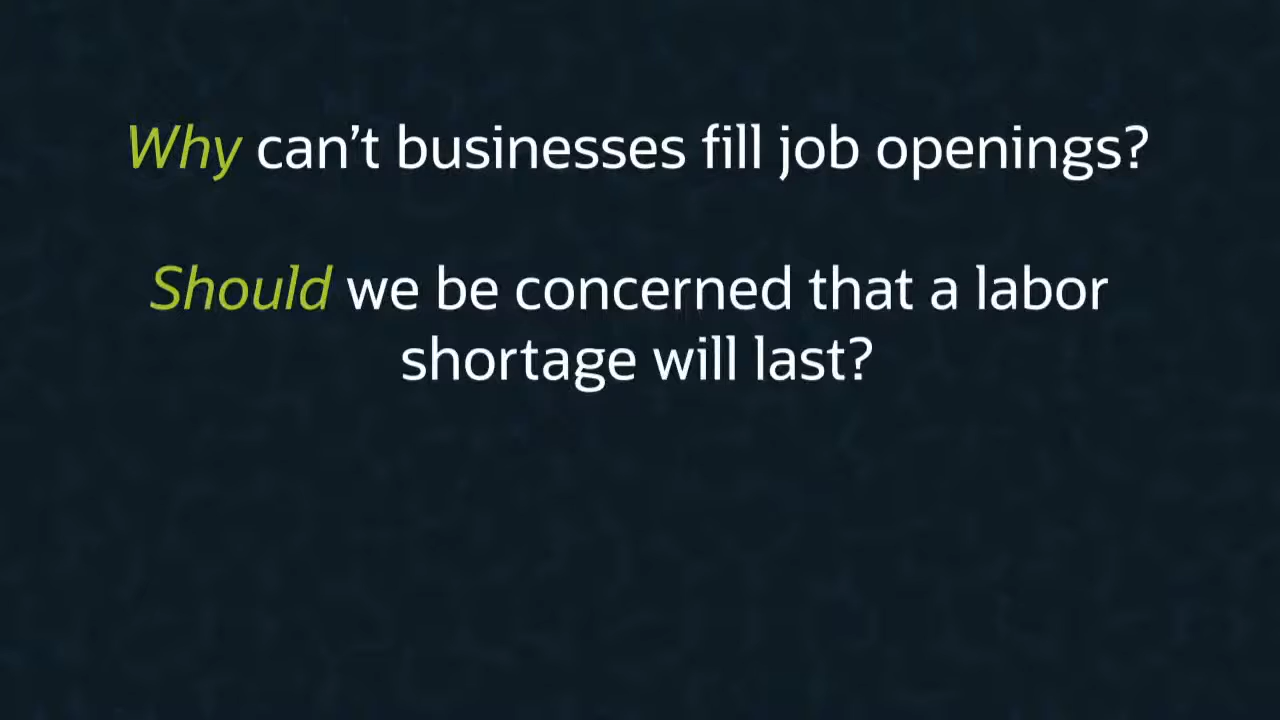 Why can’t businesses fill job openings?
Should we be concerned that a labor
shortage will last?